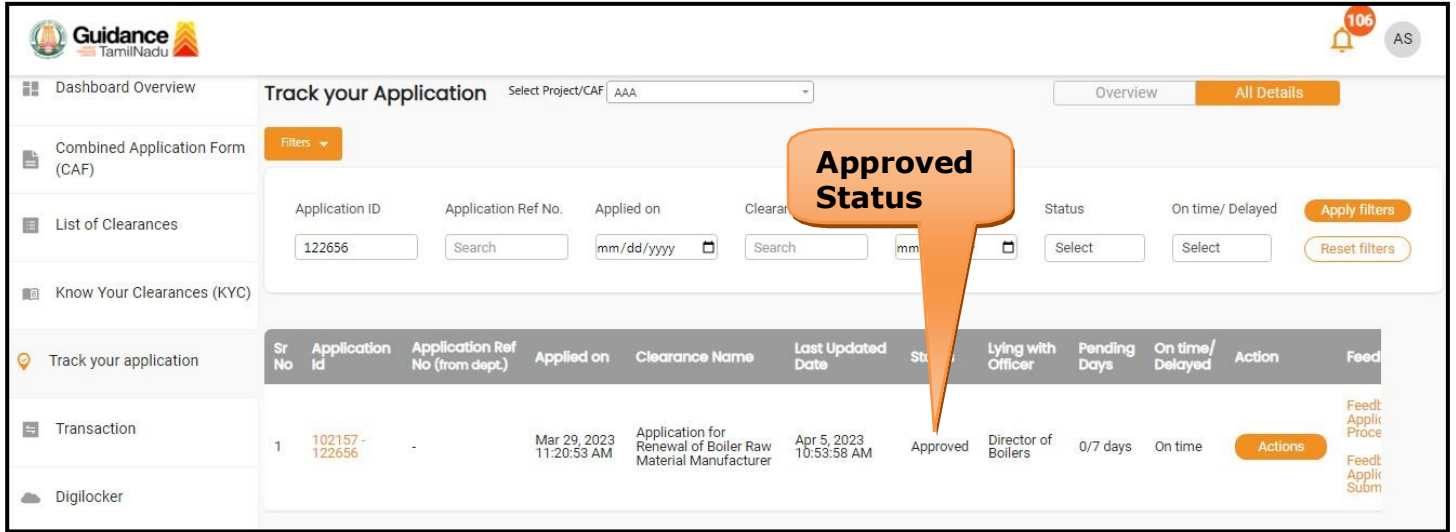 Guidance
TamilNadu
106
AS
Dashboard Overview
Track your Application
Select Project/CAF
AAA
Overview
All Details
Combined Application Form
(CAF)
Filters
Approved
Status
List of Clearances
Application ID
Application Ref No.
Applied on
Status
On time/ Delayed
Apply filters
122656
Search
mm/dd/yyyy
Search
Select
Select
Reset filters
Know Your Clearances (KYC)
Track your application
Sr
No
Application
Id
Application Ref
No (from dept.)
Applied on
Clearance Name
Last Updated
Date
Lying with
Officer
Pending
Days
On time/
Delayed
Action
Transaction
1
102157 -
122656
-
Mar 29, 2023
11:20:53 AM
Application for
Renewal of Boiler Raw
Material Manufacturer
Apr 5, 2023
10:53:58 AM
Approved
Director of
Boilers
0/7 days
On time
Actions
Digilocker